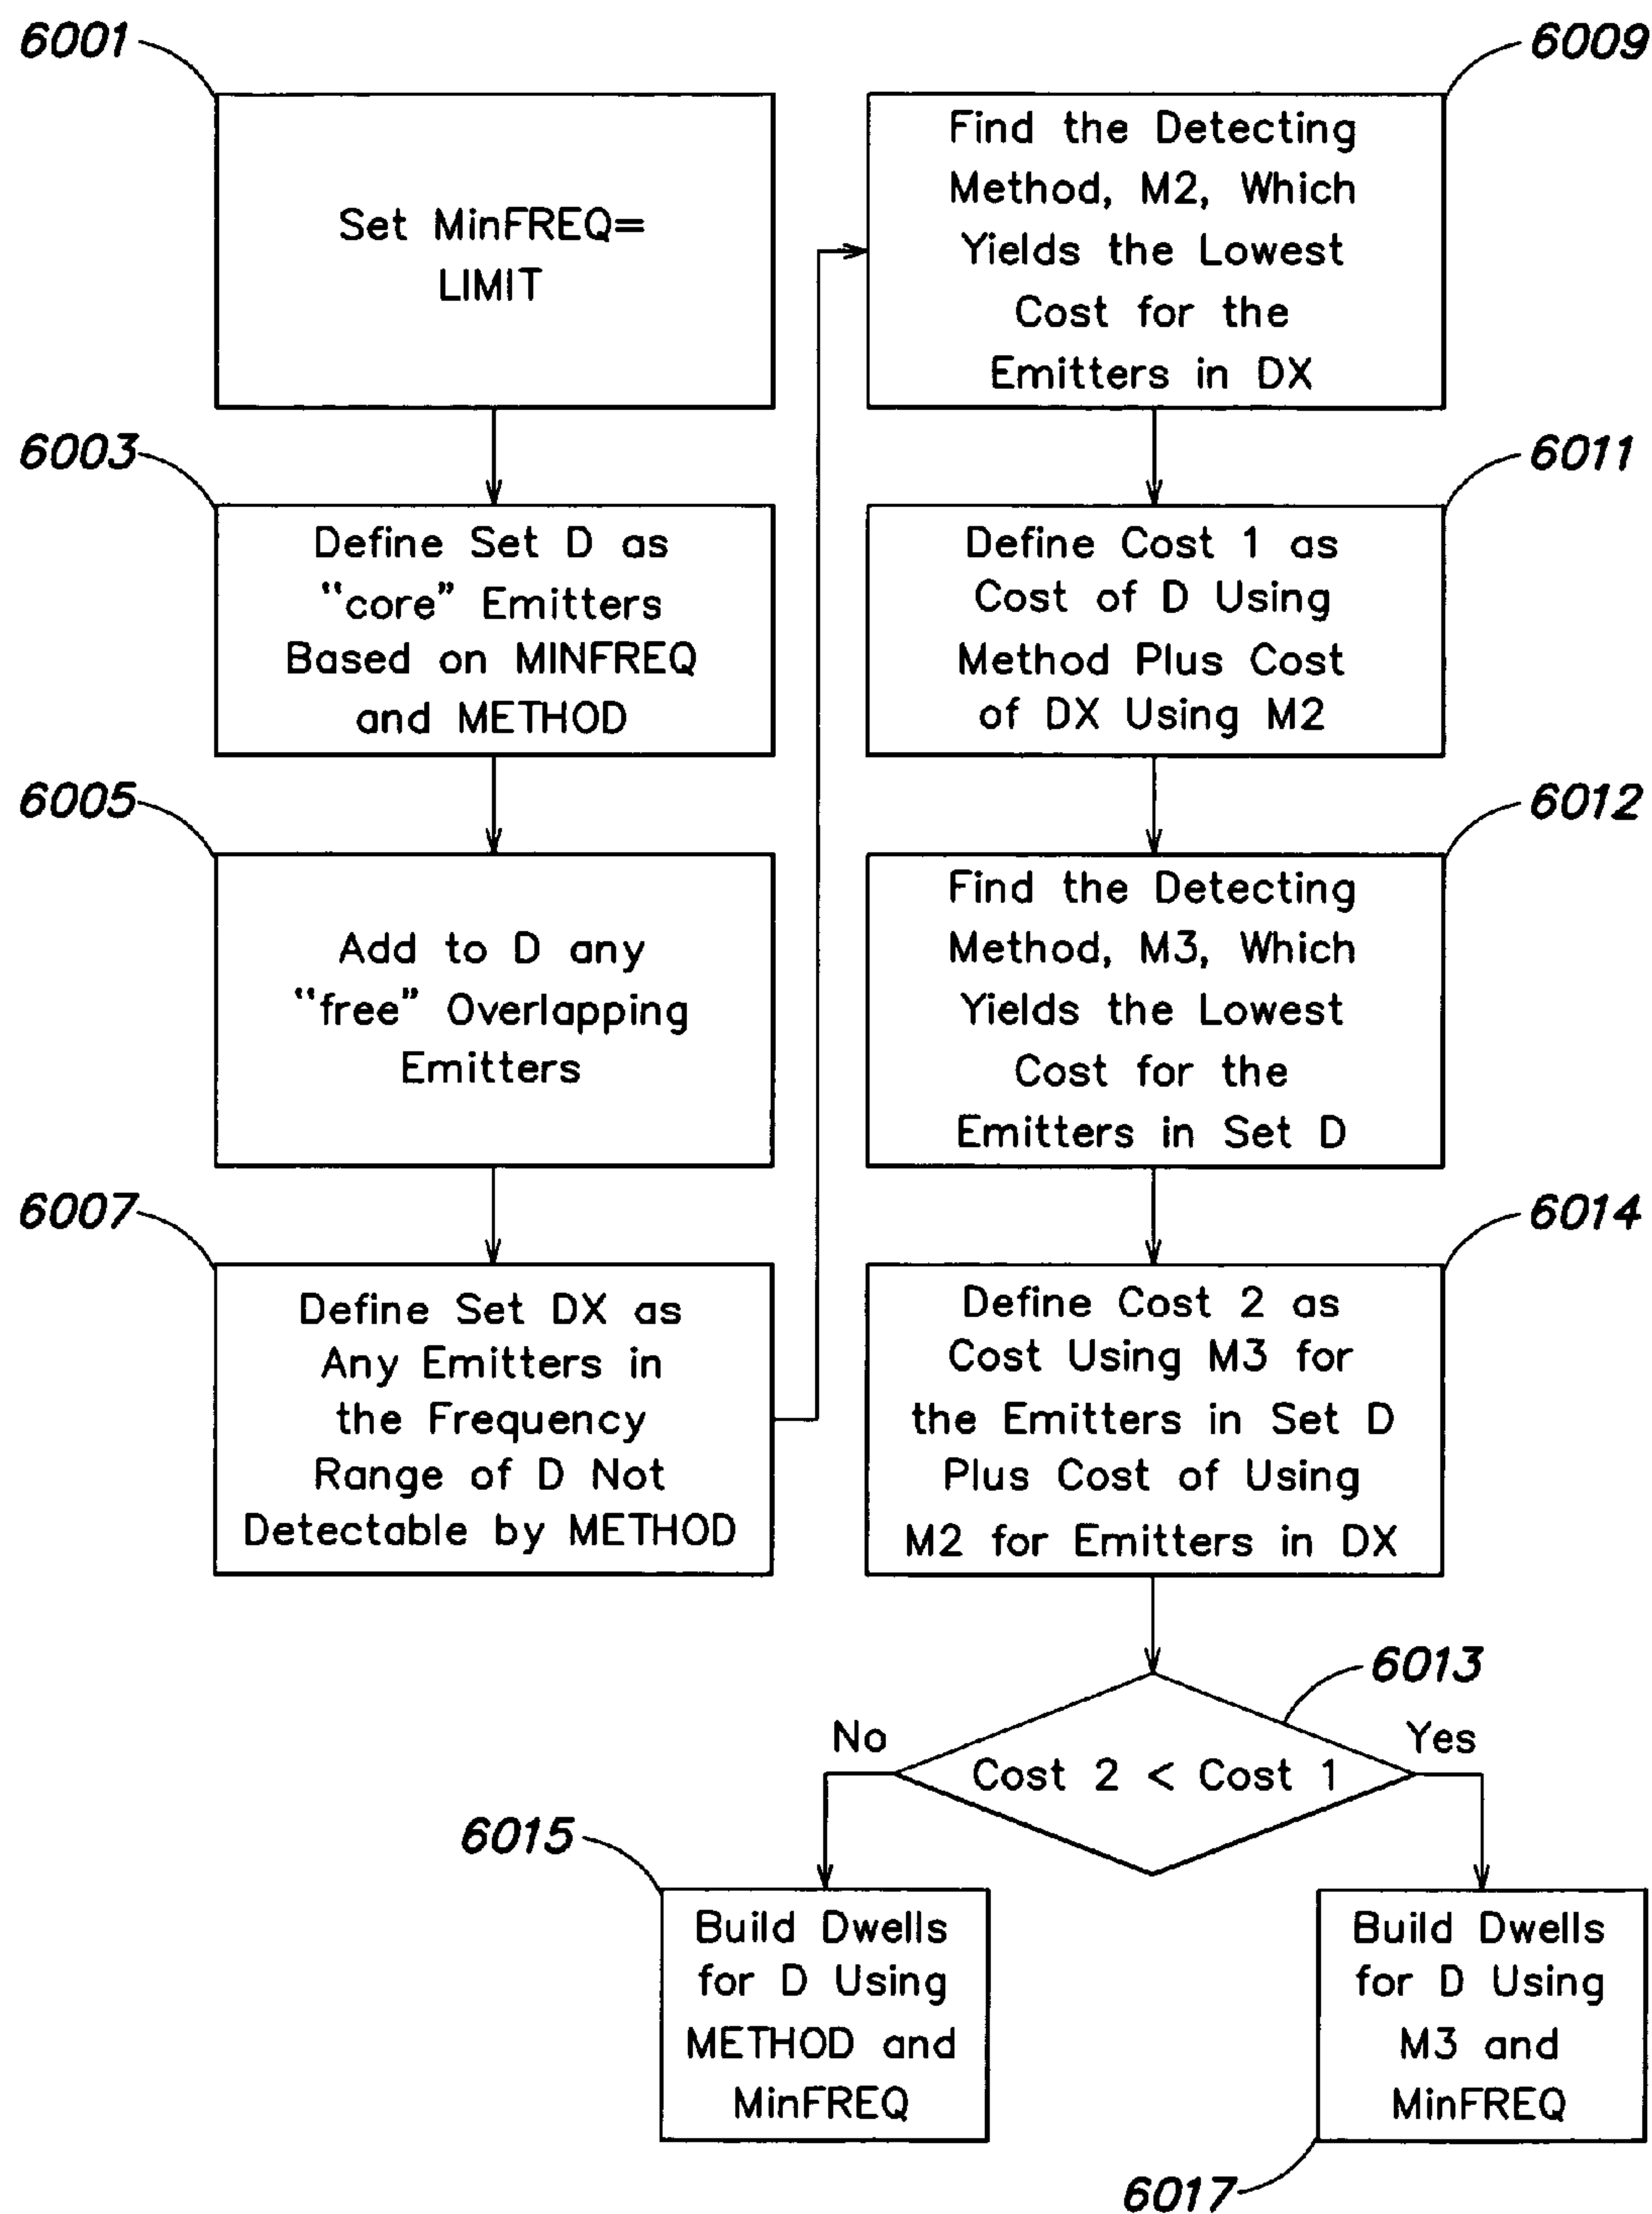 6001
Set MinFREQ=
LIMIT
6003
Define Set D as
"core" Emitters
Based on MINFREQ
and METHOD
6005
Add to D any
"free" Overlapping
Emitters
6007
Define Set DX as
Any Emitters in
the Frequency
Range of D Not
Detectable by METHOD
6009
Find the Detecting
Method, M2, Which
Yields the Lowest
Cost for the
Emitters in DX
6011
Define Cost 1 as
Cost of D Using
Method Plus Cost
of DX Using M2
6012
Find the Detecting
Method, M3, Which
Yields the Lowest
Cost for the
Emitters in Set D
6014
Define Cost 2 as
Cost Using M3 for
the Emitters in Set D
Plus Cost of Using
M2 for Emitters in DX
6013
Cost 2 < Cost 1
No
Yes
6015
Build Dwells
for D Using
METHOD and
MinFREQ
Build Dwells
for D Using
M3 and
MinFREQ
6017